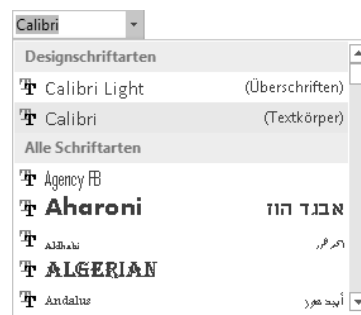 Calibri
Designschriftarten
Calibri Light (Überschriften)
Calibri (Textkörper)
Alle Schriftarten
Agency FB
Aharoni אבגד הוז
Aldhabi
ALGERIAN
Andalus أبجد هوز